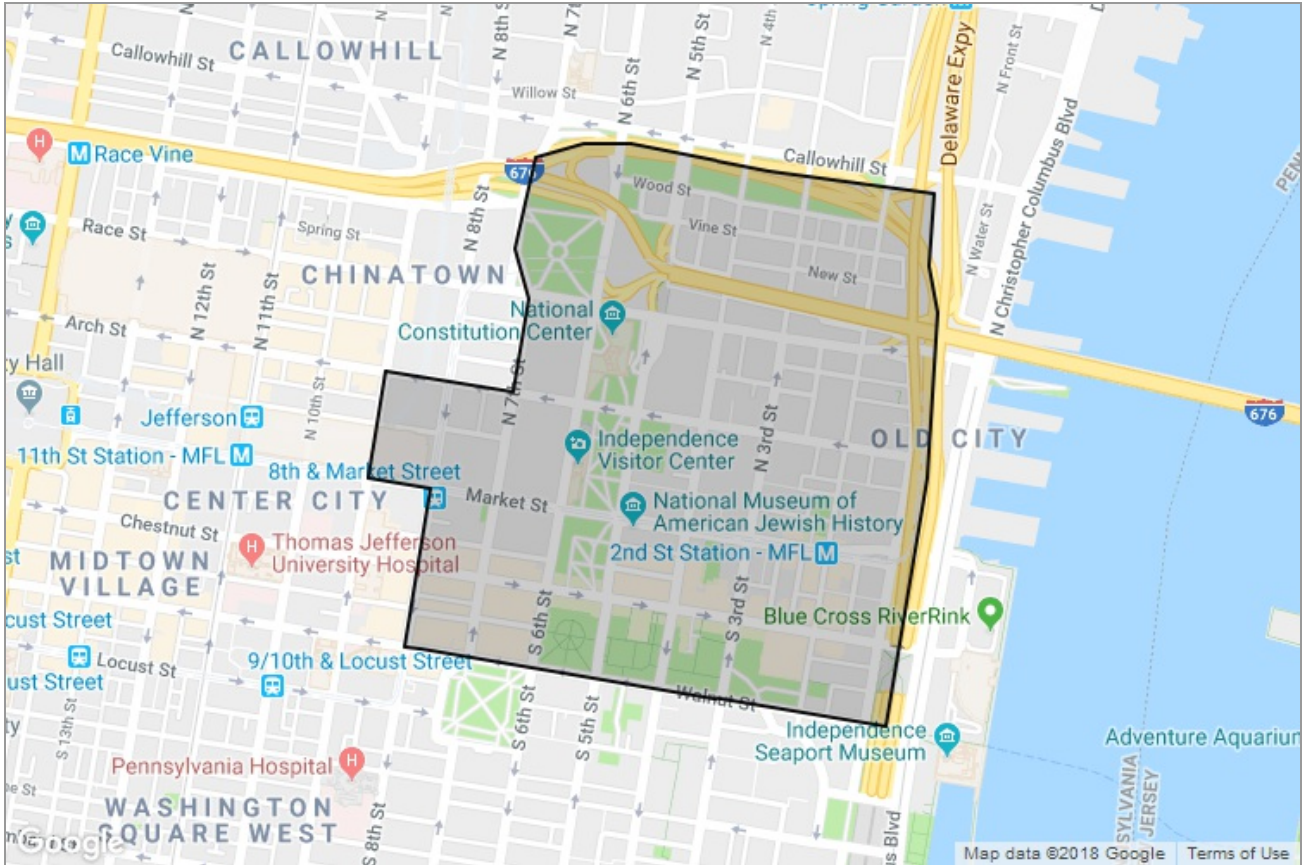 Spring Garden
N 8th St
N 7th
N 6th St
N 5th St
N 4th St
Delaware Expy
N Front St
CALLOWHILL
Callowhill St
Willow St
N Christopher Columbus Blvd
Race Vine
676
Callowhill St
Wood St
N 8th St
Vine St
Race St
Spring St
N Water St
New St
CHINATOWN
N 12th St
N 11th St
National
Constitution Center
Arch St
ty Hall
N 7th St
N 10th St
Jefferson
N 3rd St
676
Independence
Visitor Center
OLD CITY
11th St Station - MFL
8th & Market Street
CENTER CITY
Market St
National Museum of
American Jewish History
Chestnut St
Thomas Jefferson
University Hospital
2nd St Station - MFL
MIDTOWN
VILLAGE
S 6th St
S 3rd St
Blue Cross RiverRink
cust Street
Locust St
9/10th & Locust Street
ust Street
Walnut St
S 13th St
S 6th St
S 5th St
Independence
Seaport Museum
Adventure Aquarium
Pennsylvania Hospital
WASHINGTON
SQUARE WEST
S 8th St
us Blvd
SYLVANIA
JERSEY
Google
Map data ©2018 Google
Terms of Use